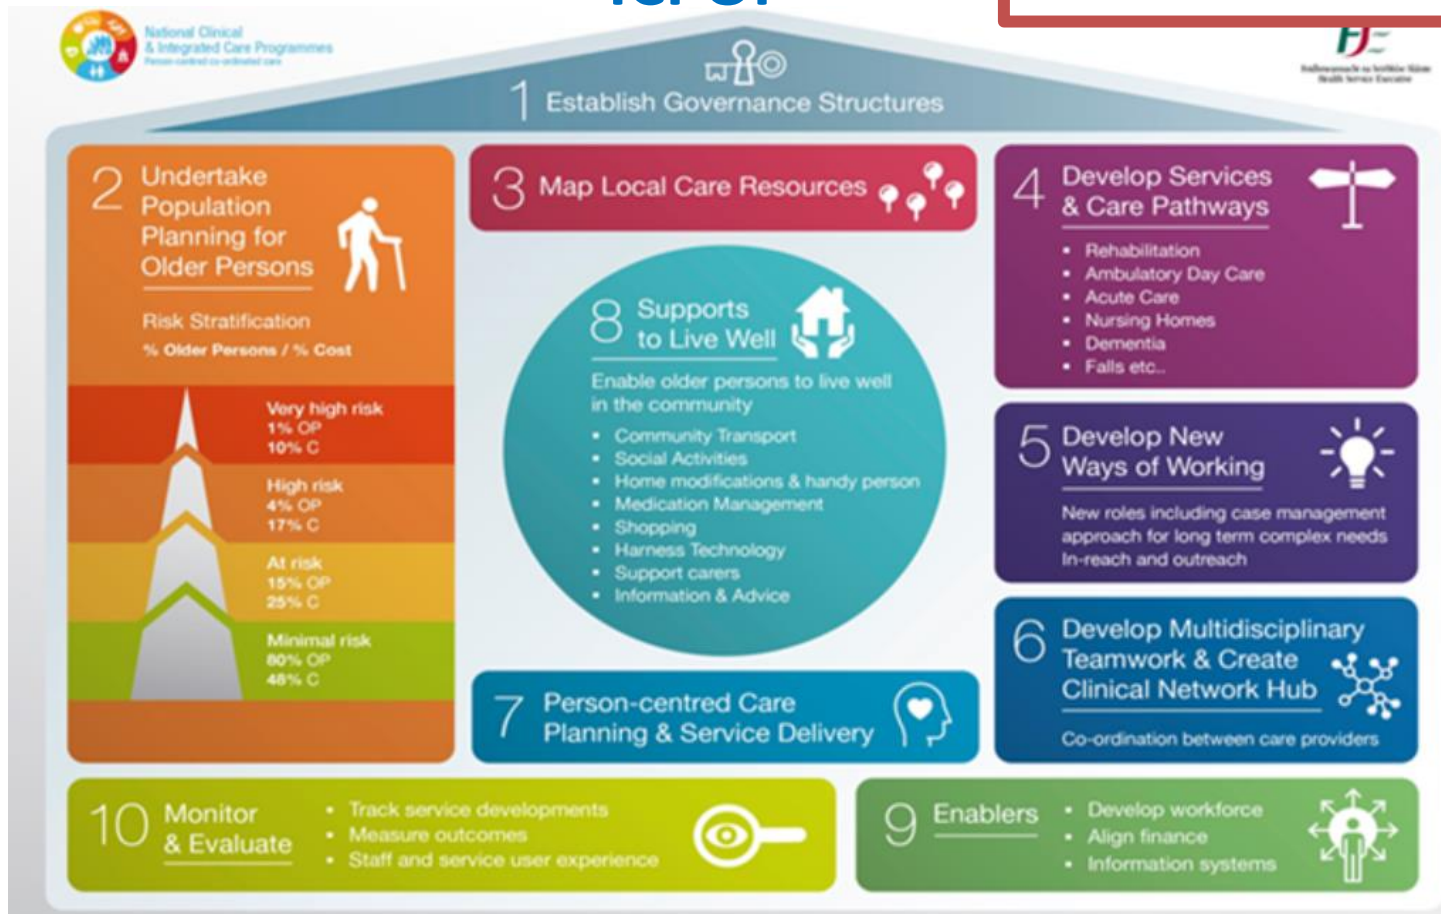 National Clinical
& Integrated Care Programmes
Person-centred co-ordinated care
Health Service Executive
1 Establish Governance Structures
2 Undertake
Population
Planning for
Older Persons
Risk Stratification
% Older Persons / % Cost
Very high risk
1% OP
10% C
High risk
4% OP
17% C
At risk
15% OP
25% C
Minimal risk
80% OP
48% C
3 Map Local Care Resources
4 Develop Services
& Care Pathways
▪ Rehabilitation
▪ Ambulatory Day Care
▪ Acute Care
▪ Nursing Homes
▪ Dementia
▪ Falls etc..
8 Supports
to Live Well
Enable older persons to live well
in the community
▪ Community Transport
▪ Social Activities
▪ Home modifications & handy person
▪ Medication Management
▪ Shopping
▪ Harness Technology
▪ Support carers
▪ Information & Advice
5 Develop New
Ways of Working
New roles including case management
approach for long term complex needs
In-reach and outreach
6 Develop Multidisciplinary
Teamwork & Create
Clinical Network Hub
Co-ordination between care providers
7 Person-centred Care
Planning & Service Delivery
10 Monitor
& Evaluate
▪ Track service developments
▪ Measure outcomes
▪ Staff and service user experience
9 Enablers
▪ Develop workforce
▪ Align finance
▪ Information systems